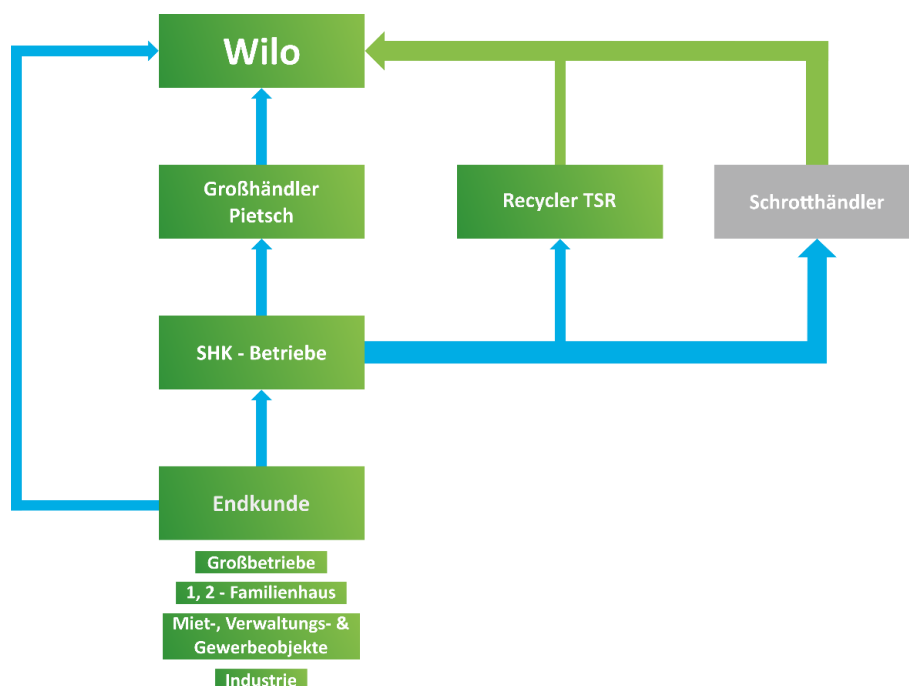 Wilo
Großhändler
Pietsch
Recycler TSR
Schrotthändler
SHK - Betriebe
Endkunde
Großbetriebe
1, 2 - Familienhaus
Miet-, Verwaltungs- &
Gewerbeobjekte
Industrie